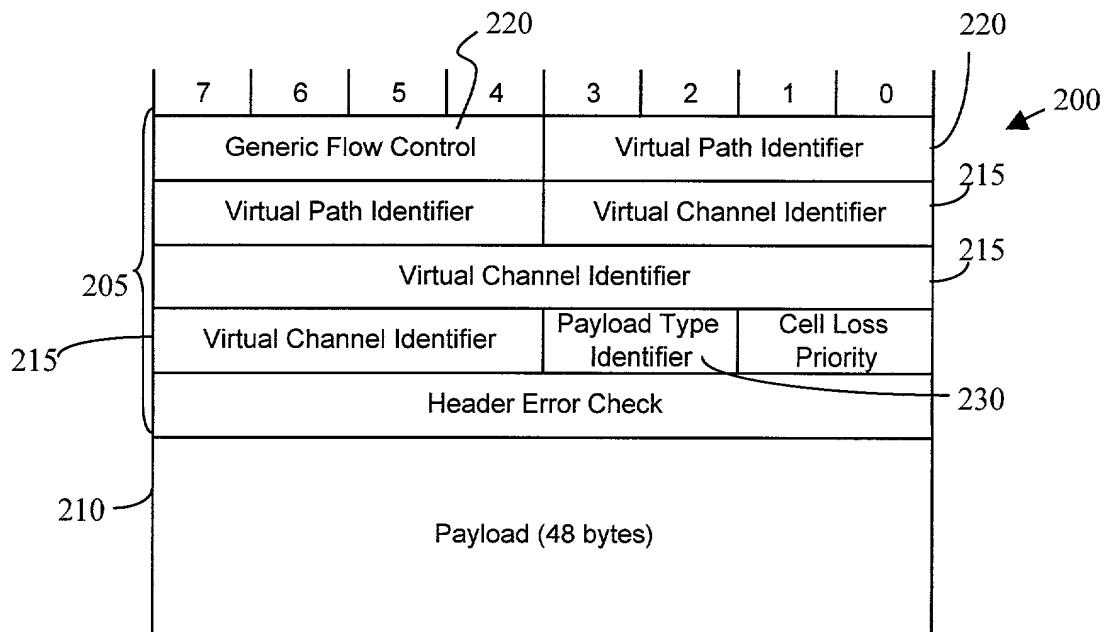 220
220
7 6 5 4 3 2 1 0
200
Generic Flow Control Virtual Path Identifier
215
Virtual Path Identifier Virtual Channel Identifier
215
Virtual Channel Identifier
205
Virtual Channel Identifier Payload Type Identifier Cell Loss Priority
215
230
Header Error Check
210
Payload (48 bytes)